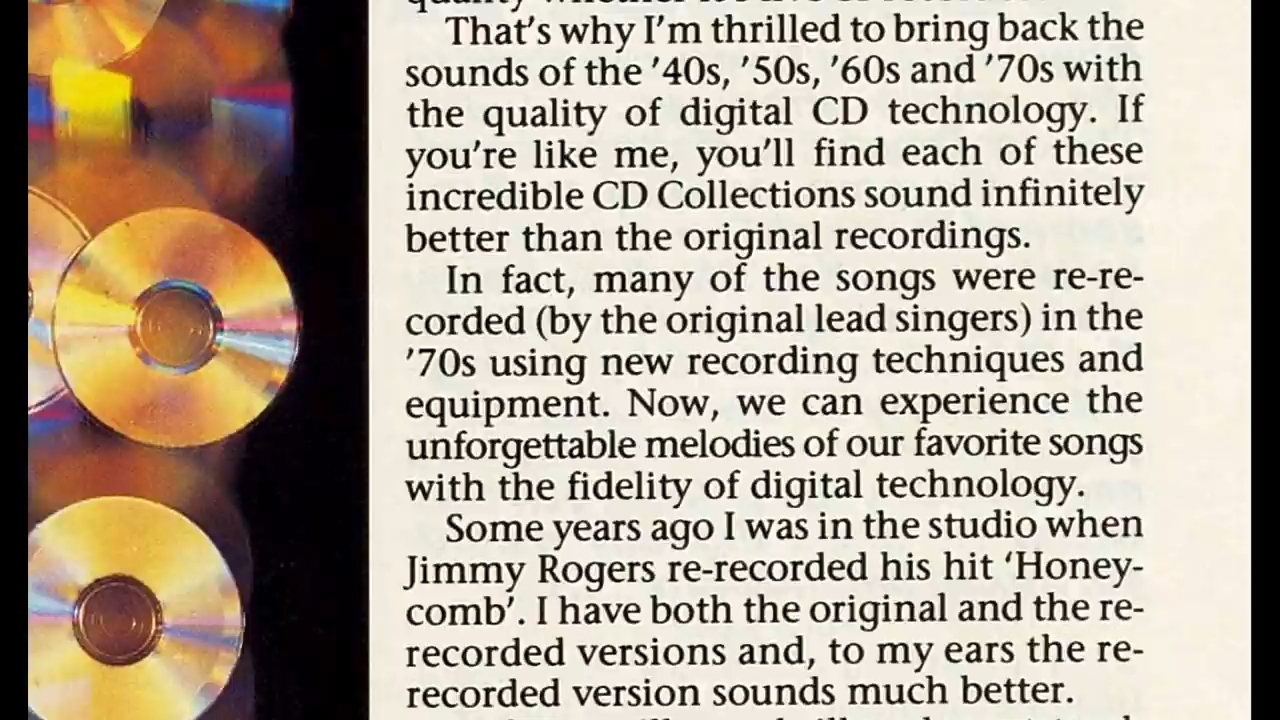 That's why I'm thrilled to bring back the
sounds of the '40s, '50s, '60s and '70s with
the quality of digital CD technology. If
you're like me, you'll find each of these
incredible CD Collections sound infinitely
better than the original recordings.
In fact, many of the songs were re-re-
corded (by the original lead singers) in the
'70s using new recording techniques and
equipment. Now, we can experience the
unforgettable melodies of our favorite songs
with the fidelity of digital technology.
Some years ago I was in the studio when
Jimmy Rogers re-recorded his hit 'Honey-
comb'. I have both the original and the re-
recorded versions and, to my ears the re-
recorded version sounds much better.